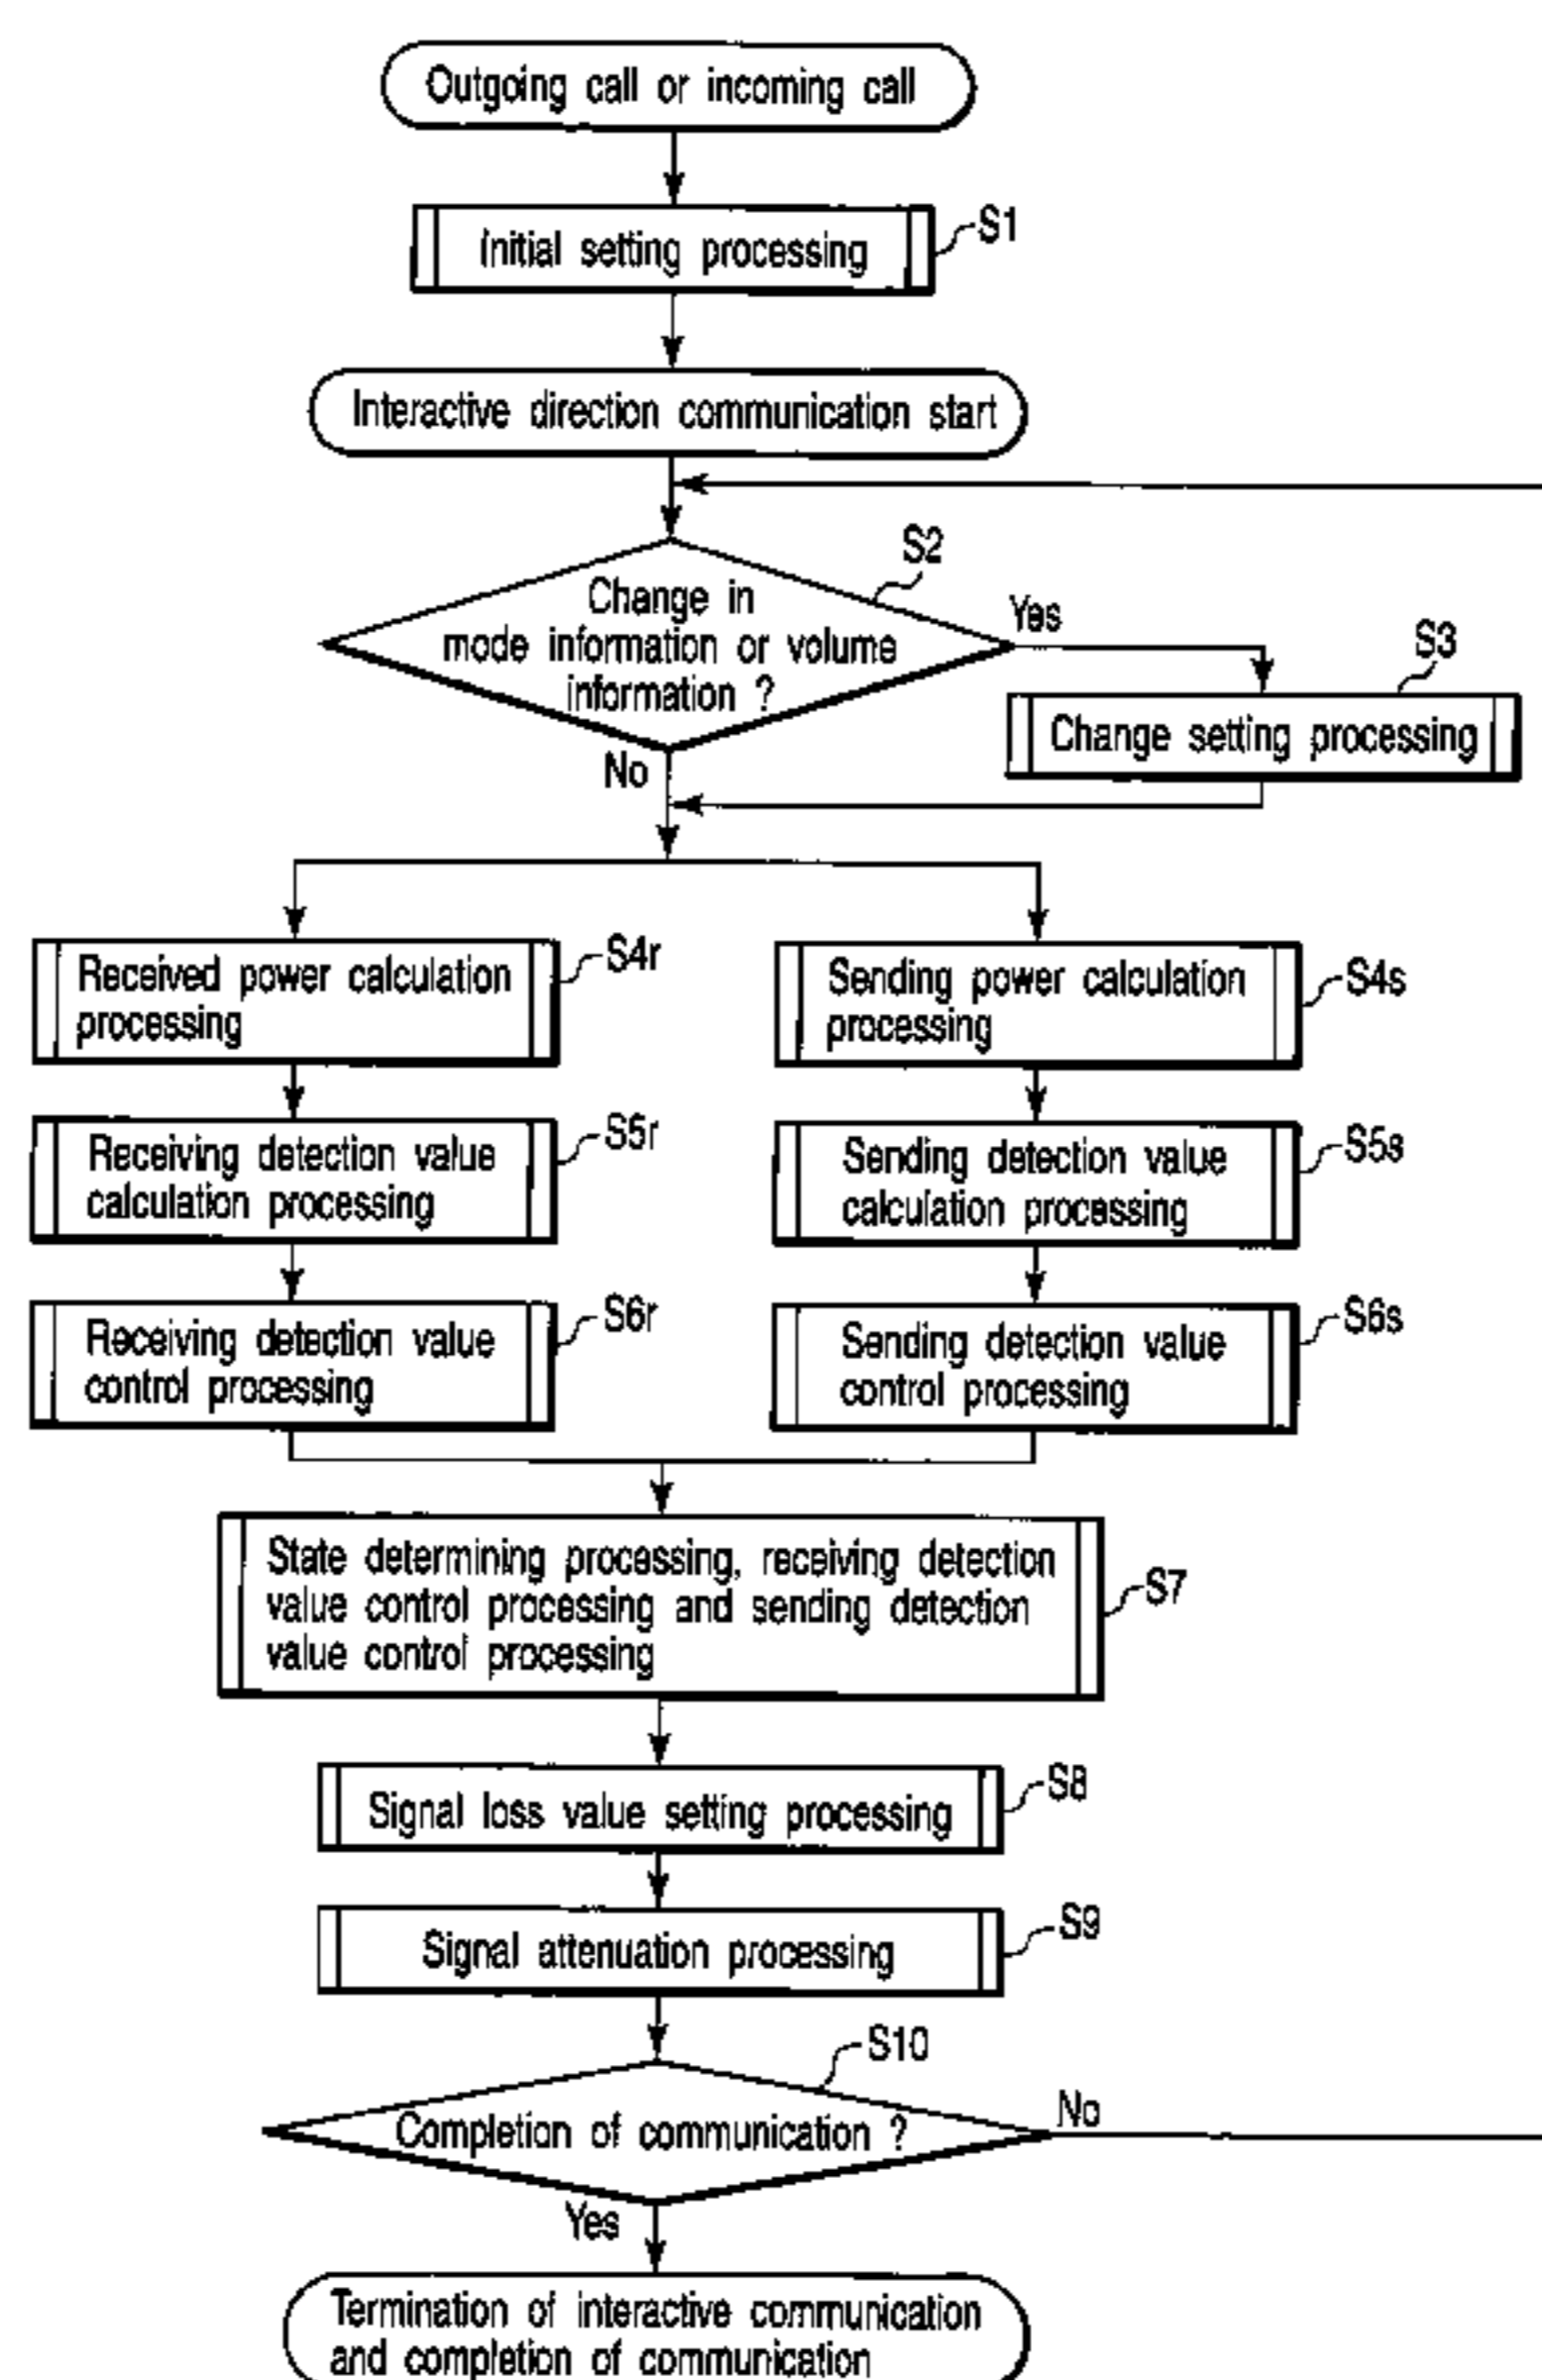 Outgoing call or incoming call
Initial setting processing
S1
Interactive direction communication start
S2
Change in
mode information or volume
information ?
Yes
No
S3
Change setting processing
Received power calculation
processing
S4r
Sending power calculation
processing
S4s
Receiving detection value
calculation processing
S5r
Sending detection value
calculation processing
S5s
Receiving detection value
control processing
S6r
Sending detection value
control processing
S6s
State determining processing, receiving detection
value control processing and sending detection
value control processing
S7
Signal loss value setting processing
S8
Signal attenuation processing
S9
S10
Completion of communication ?
No
Yes
Termination of interactive communication
and completion of communication